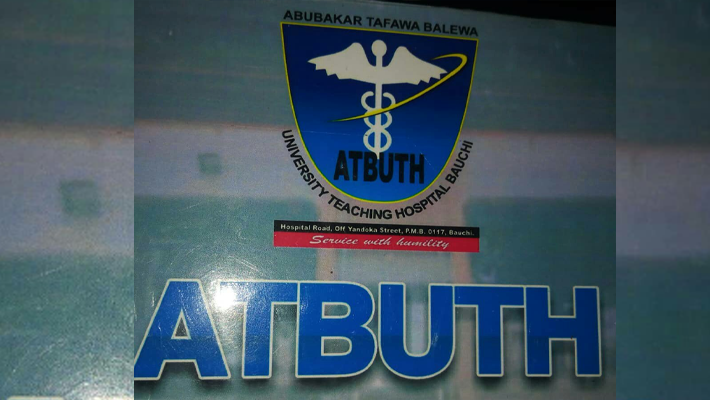 ABUBAKAR TAFAWA BALEWA
ATBUTH
UNIVERSITY TEACHING HOSPITAL BAUCHI
Hospital Road, Off Yandoka Street, P.M.B. 0117, Bauchi.
Service with humility
ATBUTH